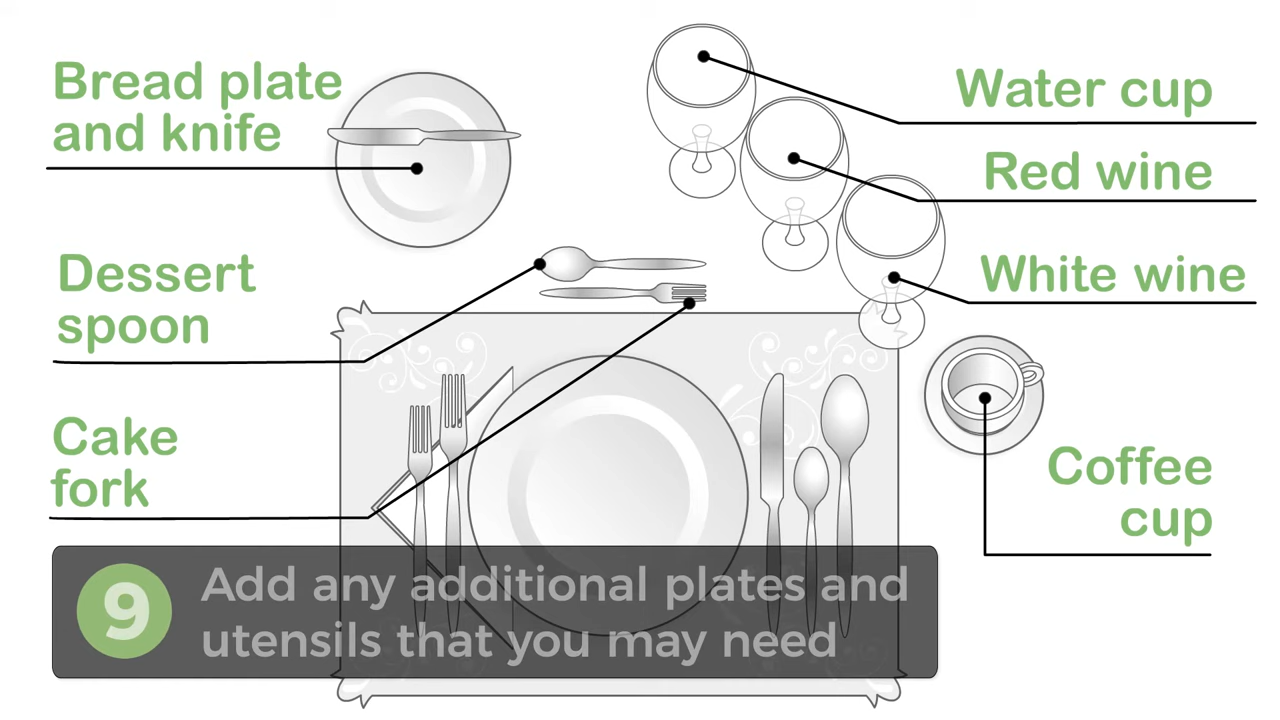 Bread plate
and knife
Dessert
spoon
Cake
fork
Water cup
Red wine
White wine
Coffee
cup
9
Add any additional plates and
utensils that you may need